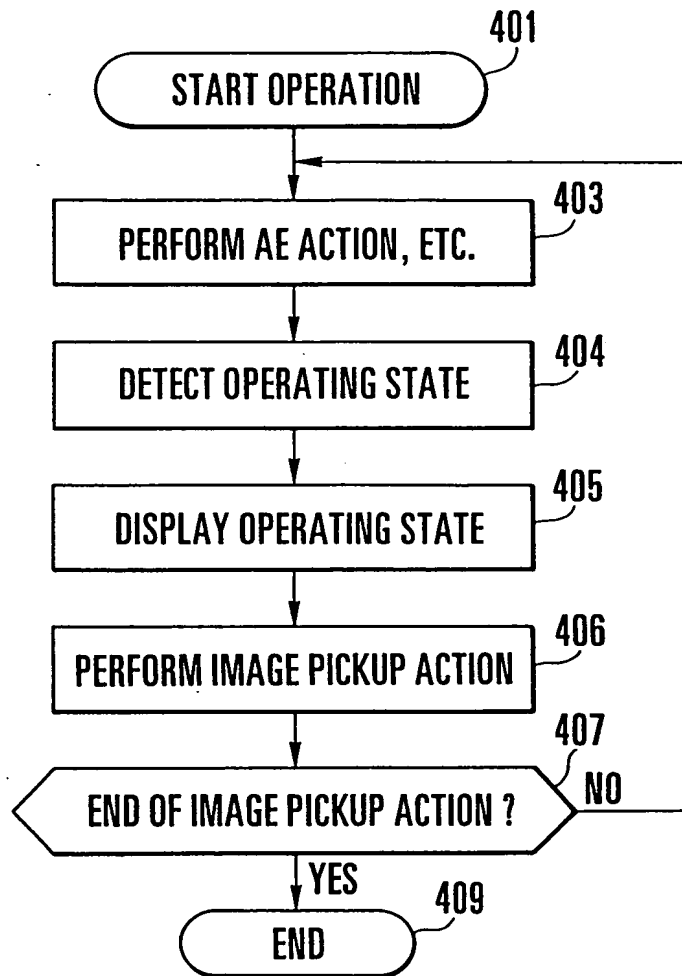 401
START OPERATION
403
PERFORM AE ACTION, ETC.
404
DETECT OPERATING STATE
405
DISPLAY OPERATING STATE
406
PERFORM IMAGE PICKUP ACTION
407
END OF IMAGE PICKUP ACTION ?
NO
YES
409
END